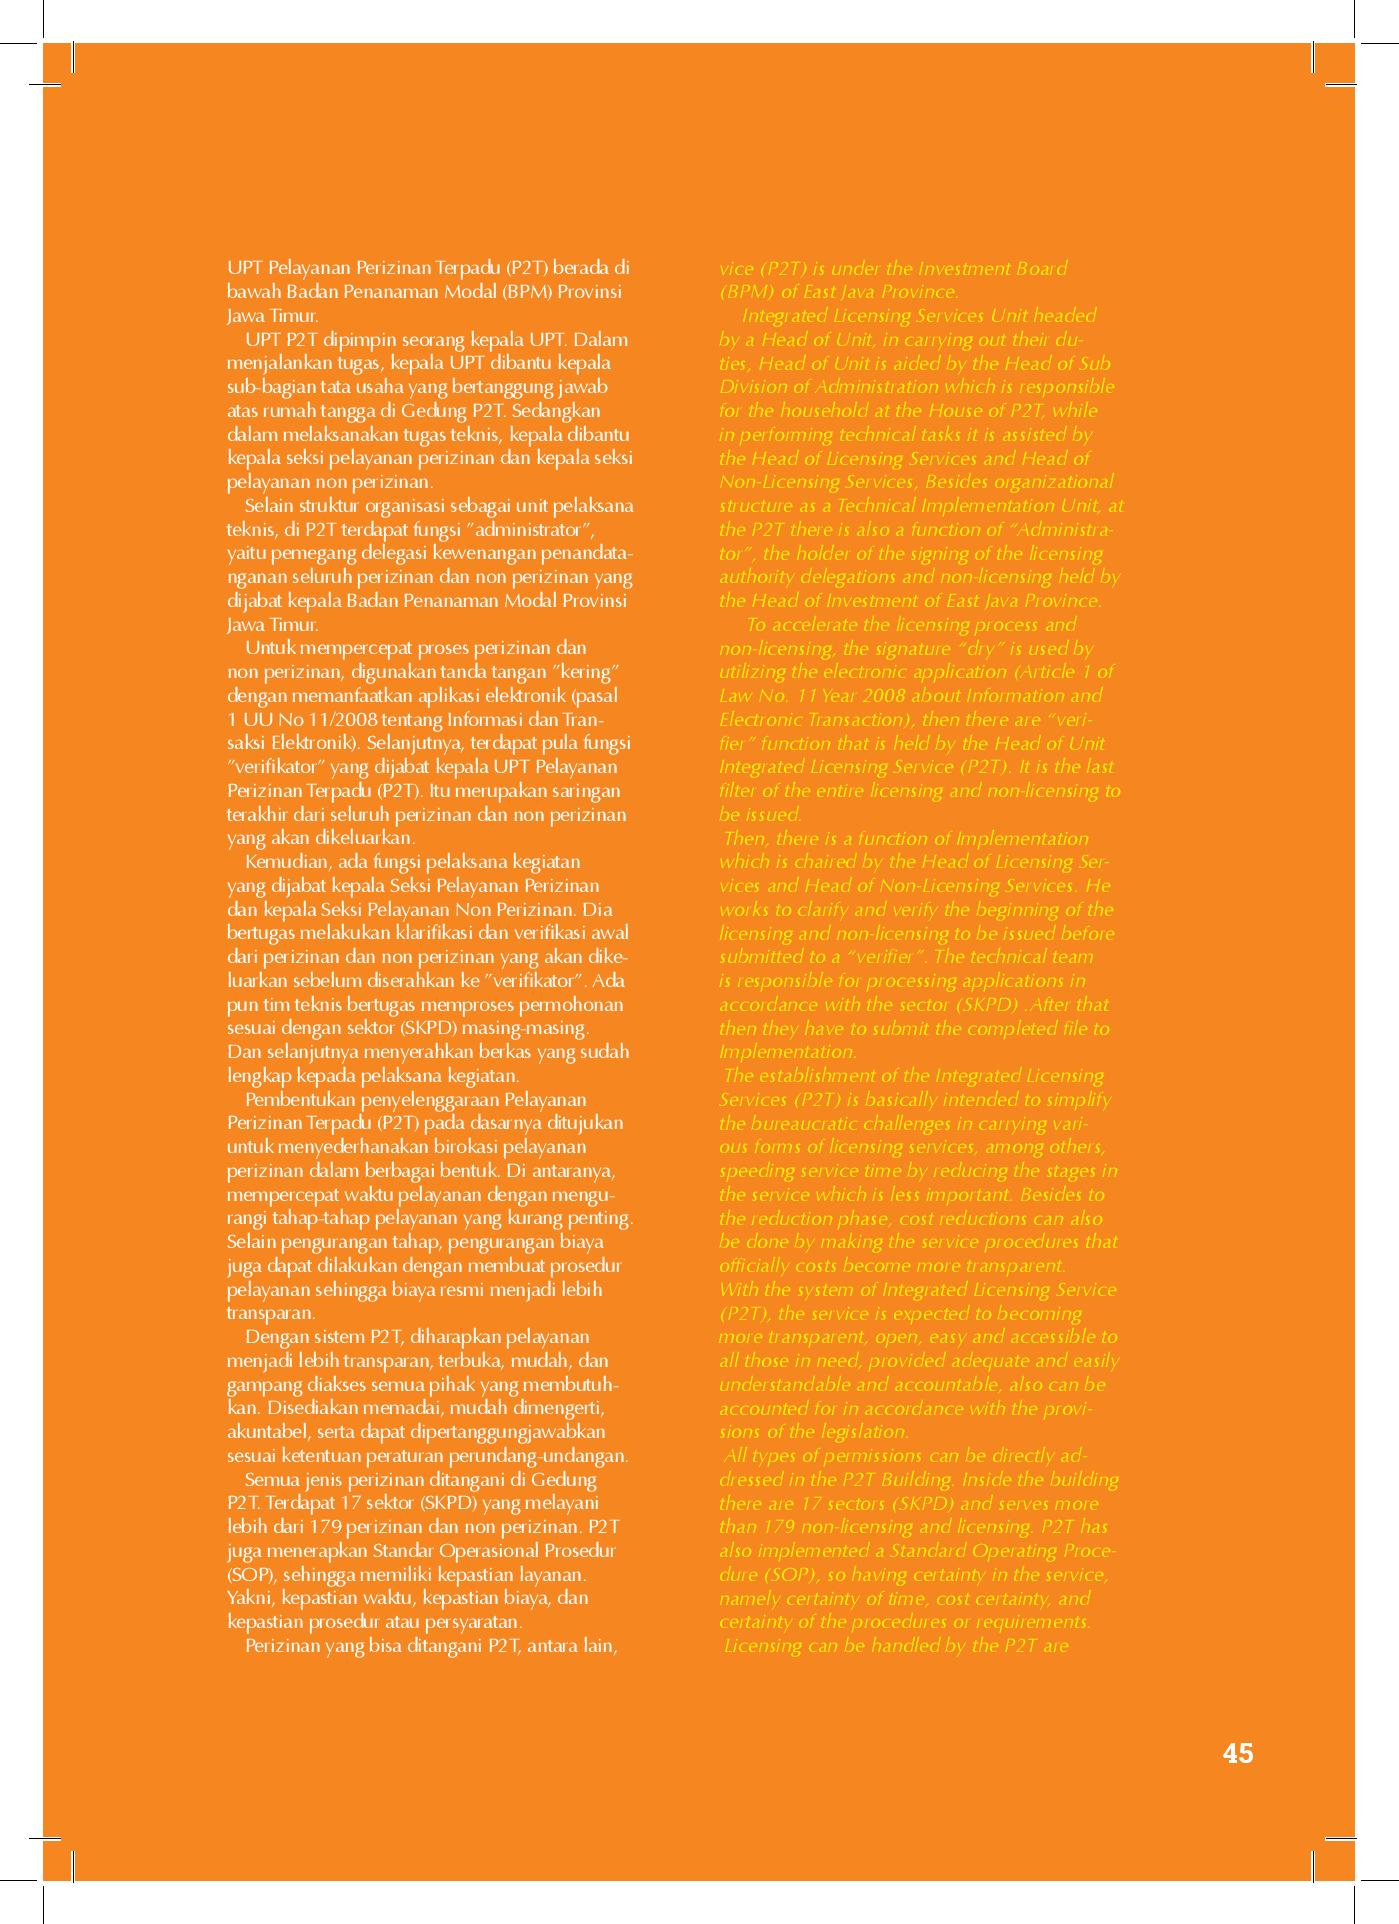 UPT Pelayanan Perizinan Terpadu (P2T) berada di
bawah Badan Penanaman Modal (BPM) Provinsi
Jawa Timur.
UPT P2T dipimpin seorang kepala UPT. Dalam
menjalankan tugas, kepala UPT dibantu kepala
sub-bagian tata usaha yang bertanggung jawab
atas rumah tangga di Gedung P2T. Sedangkan
dalam melaksanakan tugas teknis, kepala dibantu
kepala seksi pelayanan perizinan dan kepala seksi
pelayanan non perizinan.
Selain struktur organisasi sebagai unit pelaksana
teknis, di P2T terdapat fungsi ”administrator”,
yaitu pemegang delegasi kewenangan penandata-
nganan seluruh perizinan dan non perizinan yang
dijabat kepala Badan Penanaman Modal Provinsi
Jawa Timur.
Untuk mempercepat proses perizinan dan
non perizinan, digunakan tanda tangan ”kering”
dengan memanfaatkan aplikasi elektronik (pasal
1 UU No 11/2008 tentang Informasi dan Tran-
saksi Elektronik). Selanjutnya, terdapat pula fungsi
”verifikator” yang dijabat kepala UPT Pelayanan
Perizinan Terpadu (P2T). Itu merupakan saringan
terakhir dari seluruh perizinan dan non perizinan
yang akan dikeluarkan.
Kemudian, ada fungsi pelaksana kegiatan
yang dijabat kepala Seksi Pelayanan Perizinan
dan kepala Seksi Pelayanan Non Perizinan. Dia
bertugas melakukan klarifikasi dan verifikasi awal
dari perizinan dan non perizinan yang akan dike-
luarkan sebelum diserahkan ke ”verifikator”. Ada
pun tim teknis bertugas memproses permohonan
sesuai dengan sektor (SKPD) masing-masing.
Dan selanjutnya menyerahkan berkas yang sudah
lengkap kepada pelaksana kegiatan.
Pembentukan penyelenggaraan Pelayanan
Perizinan Terpadu (P2T) pada dasarnya ditujukan
untuk menyederhanakan birokasi pelayanan
perizinan dalam berbagai bentuk. Di antaranya,
mempercepat waktu pelayanan dengan mengu-
rangi tahap-tahap pelayanan yang kurang penting.
Selain pengurangan tahap, pengurangan biaya
juga dapat dilakukan dengan membuat prosedur
pelayanan sehingga biaya resmi menjadi lebih
transparan.
Dengan sistem P2T, diharapkan pelayanan
menjadi lebih transparan, terbuka, mudah, dan
gampang diakses semua pihak yang membutuh-
kan. Disediakan memadai, mudah dimengerti,
akuntabel, serta dapat dipertanggungjawabkan
sesuai ketentuan peraturan perundang-undangan.
Semua jenis perizinan ditangani di Gedung
P2T. Terdapat 17 sektor (SKPD) yang melayani
lebih dari 179 perizinan dan non perizinan. P2T
juga menerapkan Standar Operasional Prosedur
(SOP), sehingga memiliki kepastian layanan.
Yakni, kepastian waktu, kepastian biaya, dan
kepastian prosedur atau persyaratan.
Perizinan yang bisa ditangani P2T, antara lain,
vice (P2T) is under the Investment Board
(BPM) of East Java Province.
Integrated Licensing Services Unit headed
by a Head of Unit, in carrying out their du-
ties, Head of Unit is aided by the Head of Sub
Division of Administration which is responsible
for the household at the House of P2T, while
in performing technical tasks it is assisted by
the Head of Licensing Services and Head of
Non-Licensing Services, Besides organizational
structure as a Technical Implementation Unit, at
the P2T there is also a function of “Administra-
tor”, the holder of the signing of the licensing
authority delegations and non-licensing held by
the Head of Investment of East Java Province.
To accelerate the licensing process and
non-licensing, the signature “dry” is used by
utilizing the electronic application (Article 1 of
Law No. 11 Year 2008 about Information and
Electronic Transaction), then there are “veri-
fier” function that is held by the Head of Unit
Integrated Licensing Service (P2T). It is the last
filter of the entire licensing and non-licensing to
be issued.
Then, there is a function of Implementation
which is chaired by the Head of Licensing Ser-
vices and Head of Non-Licensing Services. He
works to clarify and verify the beginning of the
licensing and non-licensing to be issued before
submitted to a “verifier”. The technical team
is responsible for processing applications in
accordance with the sector (SKPD) .After that
then they have to submit the completed file to
Implementation.
The establishment of the Integrated Licensing
Services (P2T) is basically intended to simplify
the bureaucratic challenges in carrying vari-
ous forms of licensing services, among others,
speeding service time by reducing the stages in
the service which is less important. Besides to
the reduction phase, cost reductions can also
be done by making the service procedures that
officially costs become more transparent.
With the system of Integrated Licensing Service
(P2T), the service is expected to becoming
more transparent, open, easy and accessible to
all those in need, provided adequate and easily
understandable and accountable, also can be
accounted for in accordance with the provi-
sions of the legislation.
All types of permissions can be directly ad-
dressed in the P2T Building. Inside the building
there are 17 sectors (SKPD) and serves more
than 179 non-licensing and licensing. P2T has
also implemented a Standard Operating Proce-
dure (SOP), so having certainty in the service,
namely certainty of time, cost certainty, and
certainty of the procedures or requirements.
Licensing can be handled by the P2T are
45